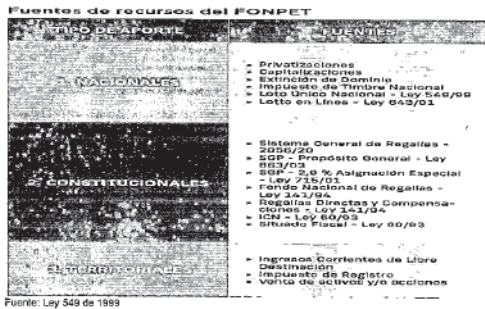 Fuentes de recursos del FONPET
TIPO DE APORTE
FUENTES
1. NACIONALES
- Privatizaciones
- Capitalizaciones
- Extinción de Dominio
- Impuesto de Timbre Nacional
- Loto Único Nacional - Ley 549/99
- Lotto en Línea - Ley 643/01
2. CONSTITUCIONALES
- Sistema General de Regalías -
2056/20
- SGP - Propósito General - Ley
863/03
- SGP - 2,9 % Asignación Especial
- Ley 715/01
- Fondo Nacional de Regalías -
Ley 141/94
- Regalías Directas y Compensa-
ciones - Ley 141/94
- ICN - Ley 60/93
- Situado Fiscal - Ley 60/93
3. TERRITORIALES
- Ingresos Corrientes de Libre
Destinación
- Impuesto de Registro
- Venta de activos y/o acciones
Fuente: Ley 549 de 1999